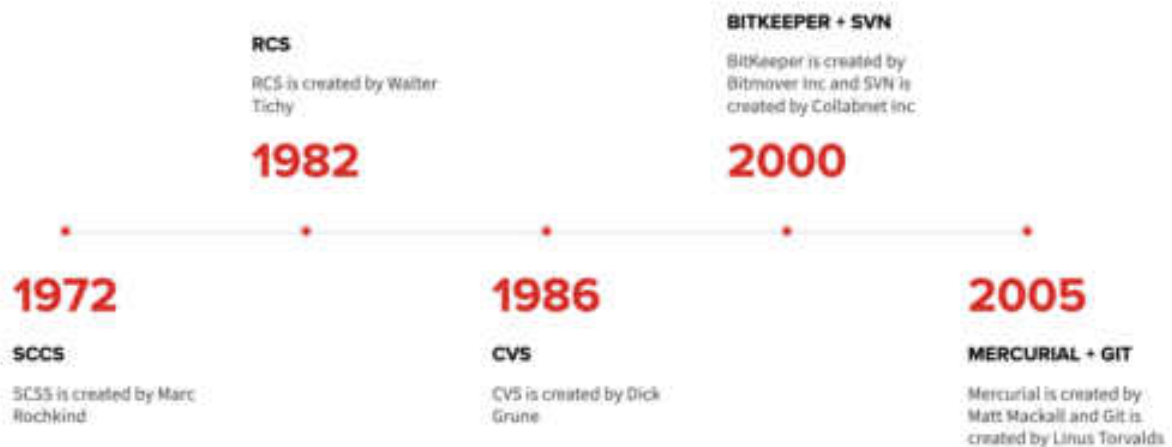 RCS
RCS is created by Walter
Tichy
1982
BITKEEPER + SVN
BitKeeper is created by
Bitmover Inc and SVN is
created by Collabnet Inc
2000
1972
SCCS
SCSS is created by Marc
Rochkind
1986
CVS
CVS is created by Dick
Grune
2005
MERCURIAL + GIT
Mercurial is created by
Matt Mackall and Git is
created by Linus Torvalds